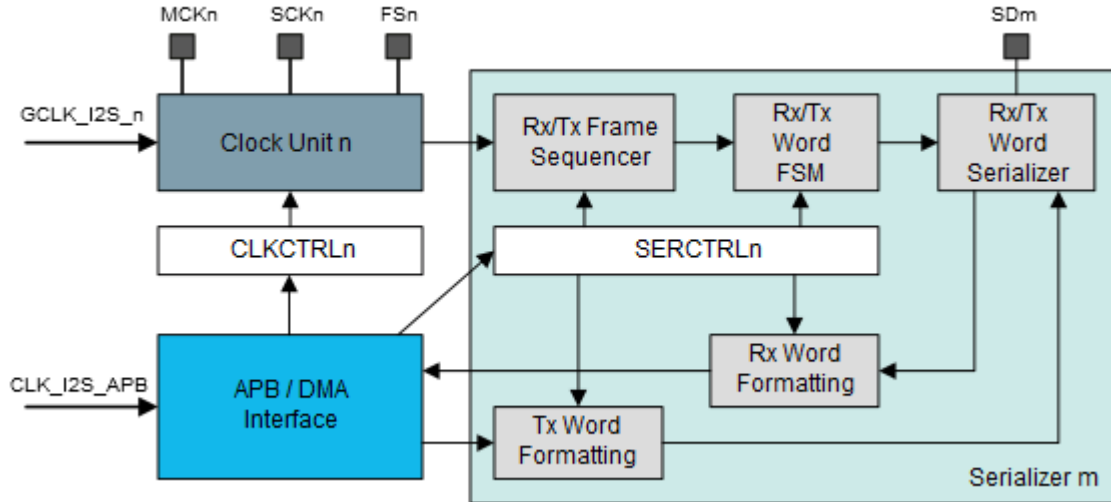 MCKn
SCKn
FSn
SDm
GCLK_I2S_n
Clock Unit n
Rx/Tx Frame
Sequencer
Rx/Tx
Word
FSM
Rx/Tx
Word
Serializer
CLKCTRLn
SERCTRLn
CLK_I2S_APB
APB / DMA
Interface
Rx Word
Formatting
Tx Word
Formatting
Serializer m